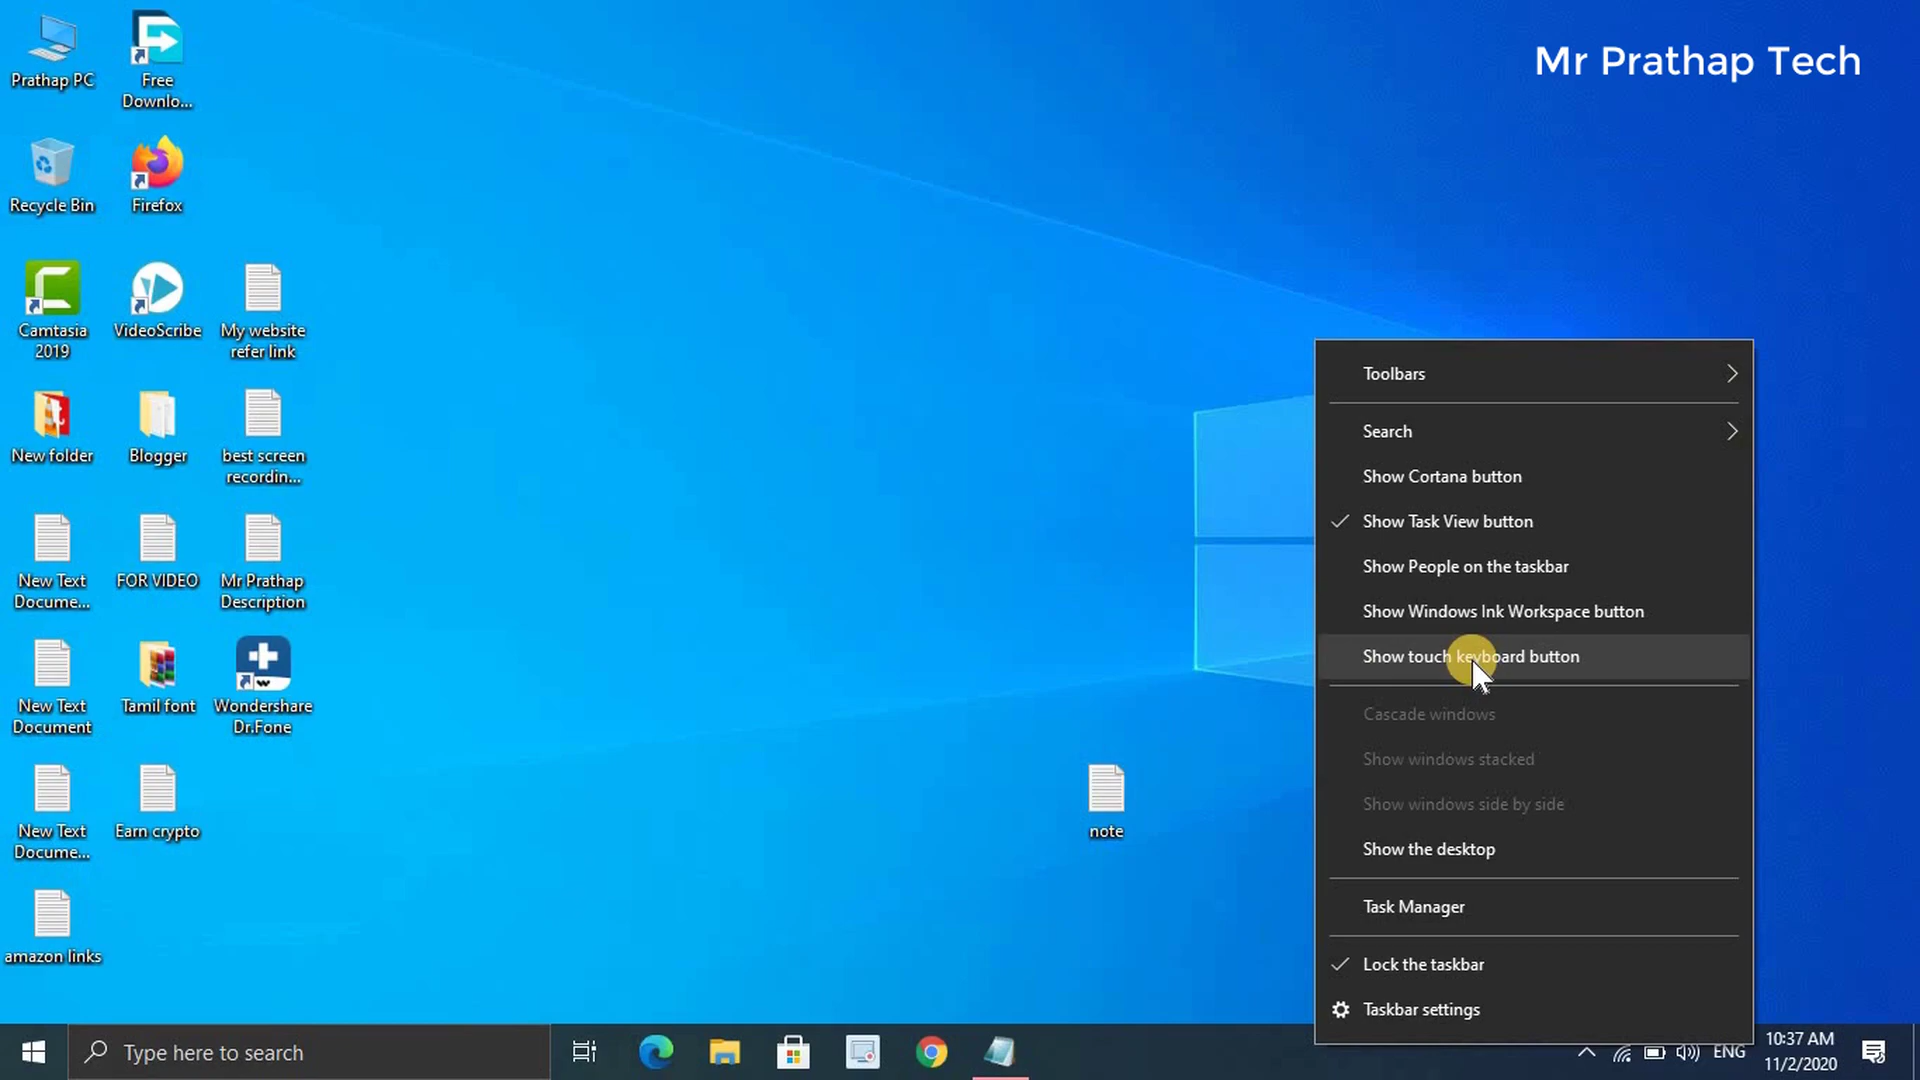 Mr Prathap Tech
Prathap PC
Free
Downlo...
Recycle Bin
Firefox
Camtasia
2019
VideoScribe
My website
refer link
New folder
Blogger
best screen
recordin...
New Text
Docume...
FOR VIDEO
Mr Prathap
Description
New Text
Document
Tamil font
Wondershare
Dr.Fone
New Text
Docume...
Earn crypto
note
amazon links
Toolbars
Search
Show Cortana button
Show Task View button
Show People on the taskbar
Show Windows Ink Workspace button
Show touch keyboard button
Cascade windows
Show windows stacked
Show windows side by side
Show the desktop
Task Manager
Lock the taskbar
Taskbar settings
Type here to search
ENG
10:37 AM
11/2/2020